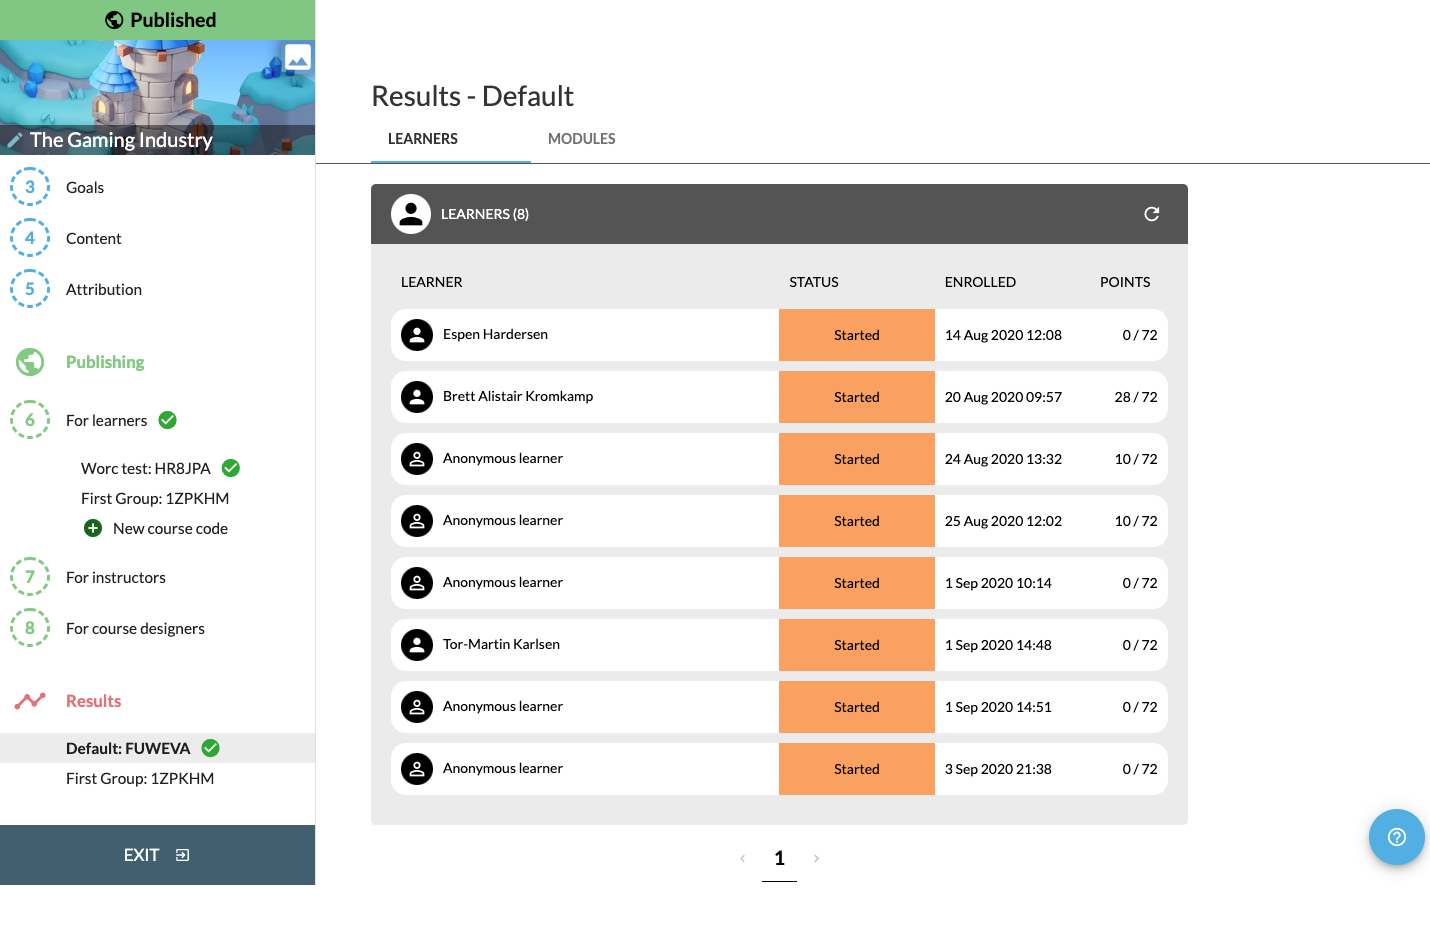 Published
The Gaming Industry
3 Goals
4 Content
5 Attribution
Publishing
6 For learners
Worc test: HR8JPA
First Group: 1ZPKHM
New course code
7 For instructors
8 For course designers
Results
Default: FUWEVA
First Group: 1ZPKHM
EXIT
Results - Default
LEARNERS MODULES
LEARNERS (8)
LEARNER STATUS ENROLLED POINTS
Espen Hardersen Started 14 Aug 2020 12:08 0 / 72
Brett Alistair Kromkamp Started 20 Aug 2020 09:57 28 / 72
Anonymous learner Started 24 Aug 2020 13:32 10 / 72
Anonymous learner Started 25 Aug 2020 12:02 10 / 72
Anonymous learner Started 1 Sep 2020 10:14 0 / 72
Tor-Martin Karlsen Started 1 Sep 2020 14:48 0 / 72
Anonymous learner Started 1 Sep 2020 14:51 0 / 72
Anonymous learner Started 3 Sep 2020 21:38 0 / 72
‹ 1 ›